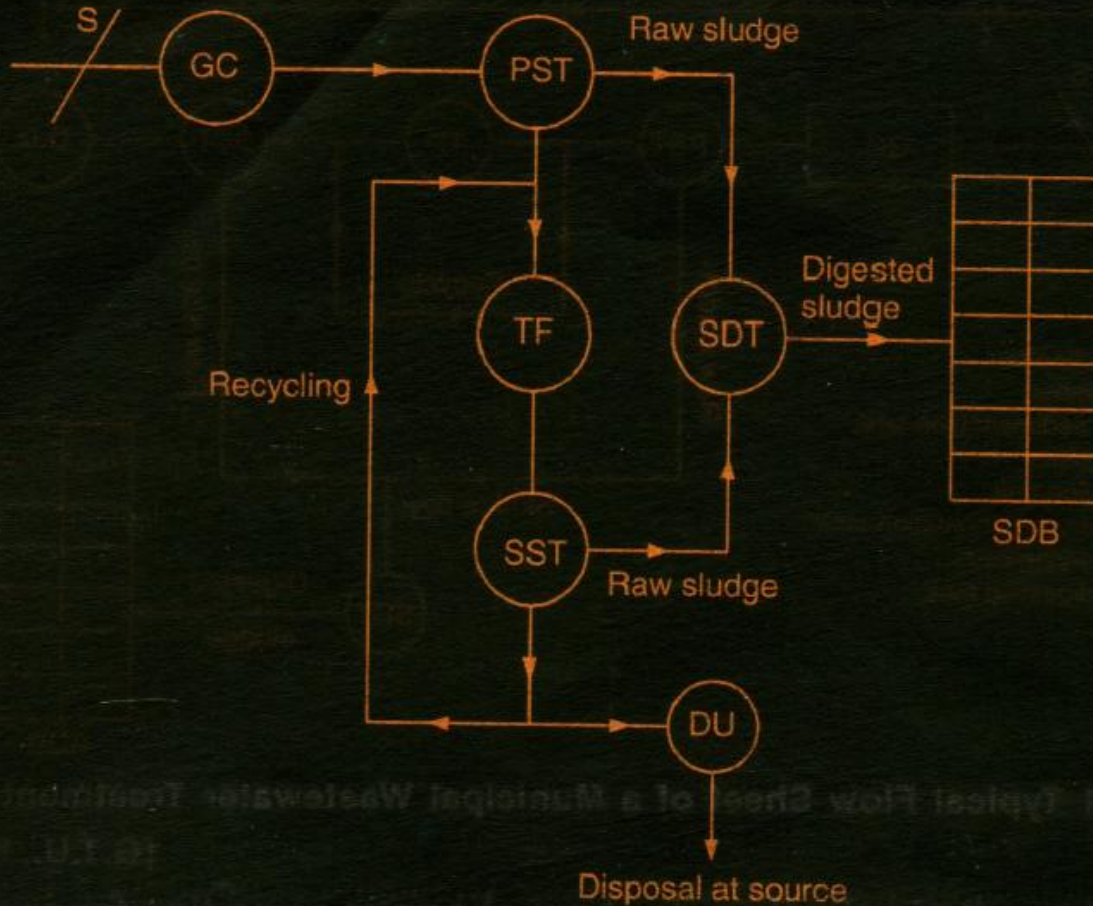 S
GC
PST
Raw sludge
TF
SDT
Digested
sludge
Recycling
SST
Raw sludge
SDB
DU
Disposal at source